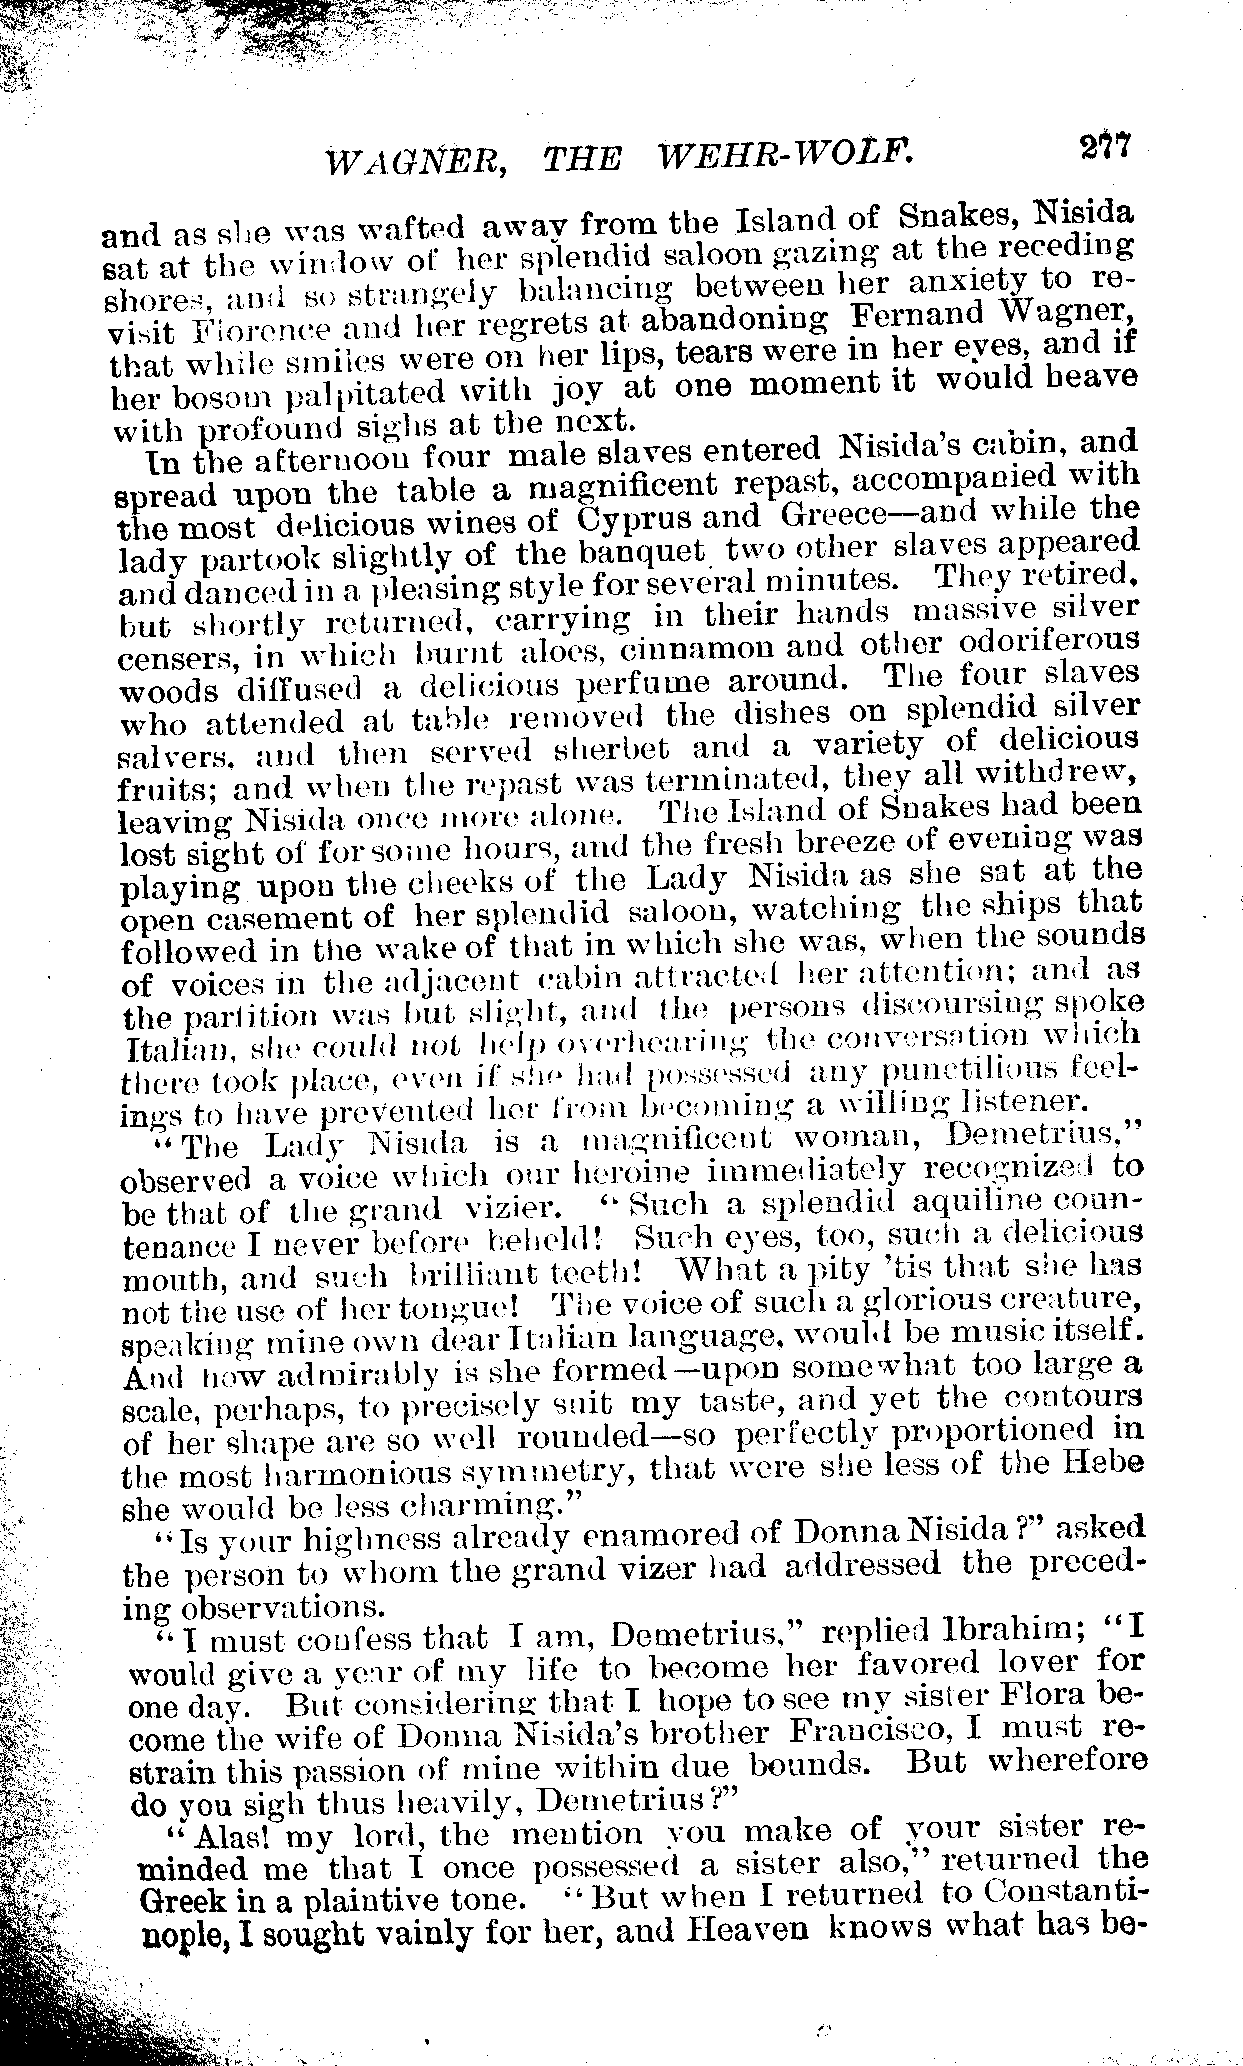 WAGNER, THE WEHR-WOLF. 277
and as she was wafted away from the Island of Snakes, Nisida
sat at the window of her splendid saloon gazing at the receding
shores, and so strangely balancing between her anxiety to re-
visit Florence and her regrets at abandoning Fernand Wagner,
that while smiles were on her lips, tears were in her eyes, and if
her bosom palpitated with joy at one moment it would heave
with profound sighs at the next.
In the afternoon four male slaves entered Nisida's cabin, and
spread upon the table a magnificent repast, accompanied with
the most delicious wines of Cyprus and Greece—and while the
lady partook slightly of the banquet two other slaves appeared
and danced in a pleasing style for several minutes. They retired,
but shortly returned, carrying in their hands massive silver
censers, in which burnt aloes, cinnamon and other odoriferous
woods diffused a delicious perfume around. The four slaves
who attended at table removed the dishes on splendid silver
salvers, and then served sherbet and a variety of delicious
fruits; and when the repast was terminated, they all withdrew,
leaving Nisida once more alone. The Island of Snakes had been
lost sight of for some hours, and the fresh breeze of evening was
playing upon the cheeks of the Lady Nisida as she sat at the
open casement of her splendid saloon, watching the ships that
followed in the wake of that in which she was, when the sounds
of voices in the adjacent cabin attracted her attention; and as
the partition was but slight, and the persons discoursing spoke
Italian, she could not help overhearing the conversation which
there took place, even if she had possessed any punctilious feel-
ings to have prevented her from becoming a willing listener.
"The Lady Nisida is a magnificent woman, Demetrius,"
observed a voice which our heroine immediately recognized to
be that of the grand vizier. "Such a splendid aquiline coun-
tenance I never before beheld! Such eyes, too, such a delicious
mouth, and such brilliant teeth! What a pity 'tis that she has
not the use of her tongue! The voice of such a glorious creature,
speaking mine own dear Italian language, would be music itself.
And how admirably is she formed—upon somewhat too large a
scale, perhaps, to precisely suit my taste, and yet the contours
of her shape are so well rounded—so perfectly proportioned in
the most harmonious symmetry, that were she less of the Hebe
she would be less charming."
"Is your highness already enamored of Donna Nisida?" asked
the person to whom the grand vizer had addressed the preced-
ing observations.
"I must confess that I am, Demetrius," replied Ibrahim; "I
would give a year of my life to become her favored lover for
one day. But considering that I hope to see my sister Flora be-
come the wife of Donna Nisida's brother Francisco, I must re-
strain this passion of mine within due bounds. But wherefore
do you sigh thus heavily, Demetrius?"
"Alas! my lord, the mention you make of your sister re-
minded me that I once possessed a sister also," returned the
Greek in a plaintive tone. "But when I returned to Constanti-
nople, I sought vainly for her, and Heaven knows what has be-